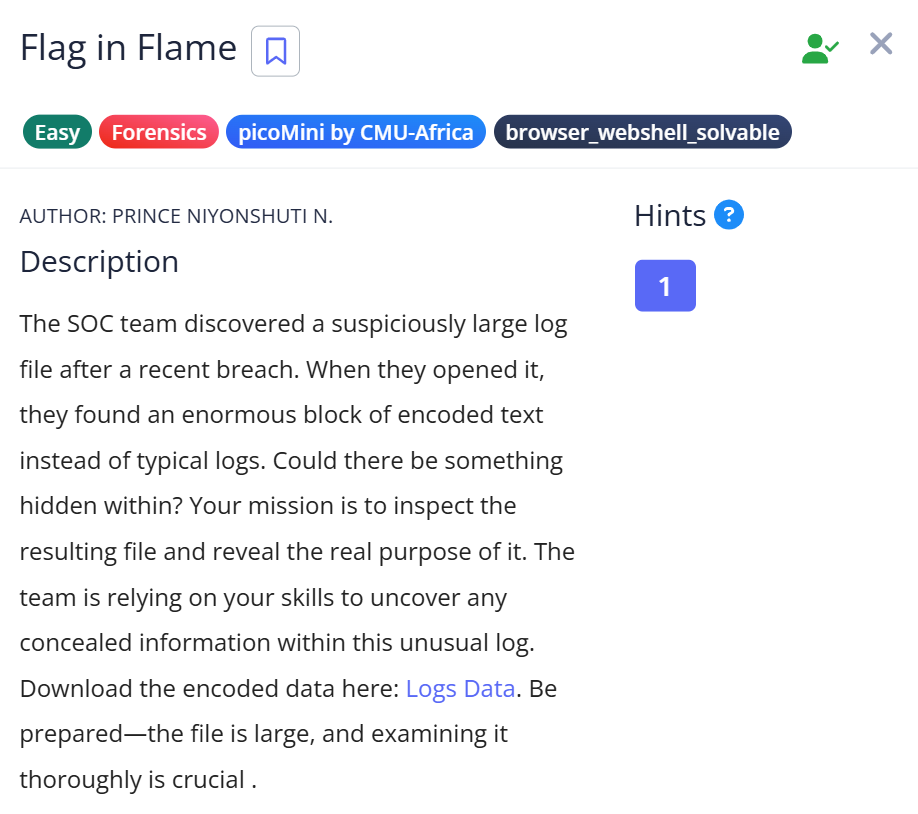 Flag in Flame
Easy Forensics picoMini by CMU-Africa browser_webshell_solvable
AUTHOR: PRINCE NIYONSHUTI N.
Description
The SOC team discovered a suspiciously large log
file after a recent breach. When they opened it,
they found an enormous block of encoded text
instead of typical logs. Could there be something
hidden within? Your mission is to inspect the
resulting file and reveal the real purpose of it. The
team is relying on your skills to uncover any
concealed information within this unusual log.
Download the encoded data here: Logs Data. Be
prepared—the file is large, and examining it
thoroughly is crucial .
Hints ?
1